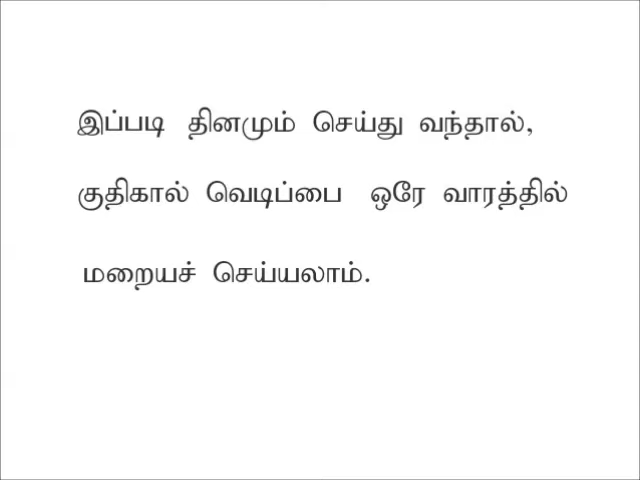 இப்படி தினமும் செய்து வந்தால்,
குதிகால் வெடிப்பை ஒரே வாரத்தில்
மறையச் செய்யலாம்.